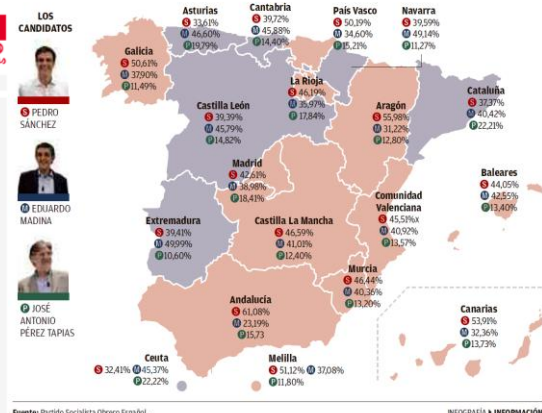 LOS
CANDIDATOS
S PEDRO
SÁNCHEZ
M EDUARDO
MADINA
P JOSÉ
ANTONIO
PÉREZ TAPIAS
Asturias
S 33,61%
M 46,60%
P 19,79%
Cantabria
S 39,72%
M 45,88%
P 14,40%
País Vasco
S 50,19%
M 34,60%
P 15,21%
Navarra
S 39,59%
M 49,14%
P 11,27%
Galicia
S 50,61%
M 37,90%
P 11,49%
La Rioja
S 46,19%
M 35,97%
P 17,84%
Castilla León
S 39,39%
M 45,79%
P 14,82%
Aragón
S 55,98%
M 31,22%
P 12,80%
Cataluña
S 37,37%
M 40,42%
P 22,21%
Madrid
S 42,61%
M 38,98%
P 18,41%
Baleares
S 44,05%
M 42,55%
P 13,40%
Comunidad
Valenciana
S 45,51%x
M 40,92%
P 13,57%
Extremadura
S 39,41%
M 49,99%
P 10,60%
Castilla La Mancha
S 46,59%
M 41,01%
P 12,40%
Murcia
S 46,44%
M 40,36%
P 13,20%
Andalucía
S 61,08%
M 23,19%
P 15,73
Canarias
S 53,91%
M 32,36%
P 13,73%
Ceuta
S 32,41% M 45,37%
P 22,22%
Melilla
S 51,12% M 37,08%
P 11,80%
Fuente: Partido Socialista Obrero Español
INFOGRAFÍA INFORMACIÓN